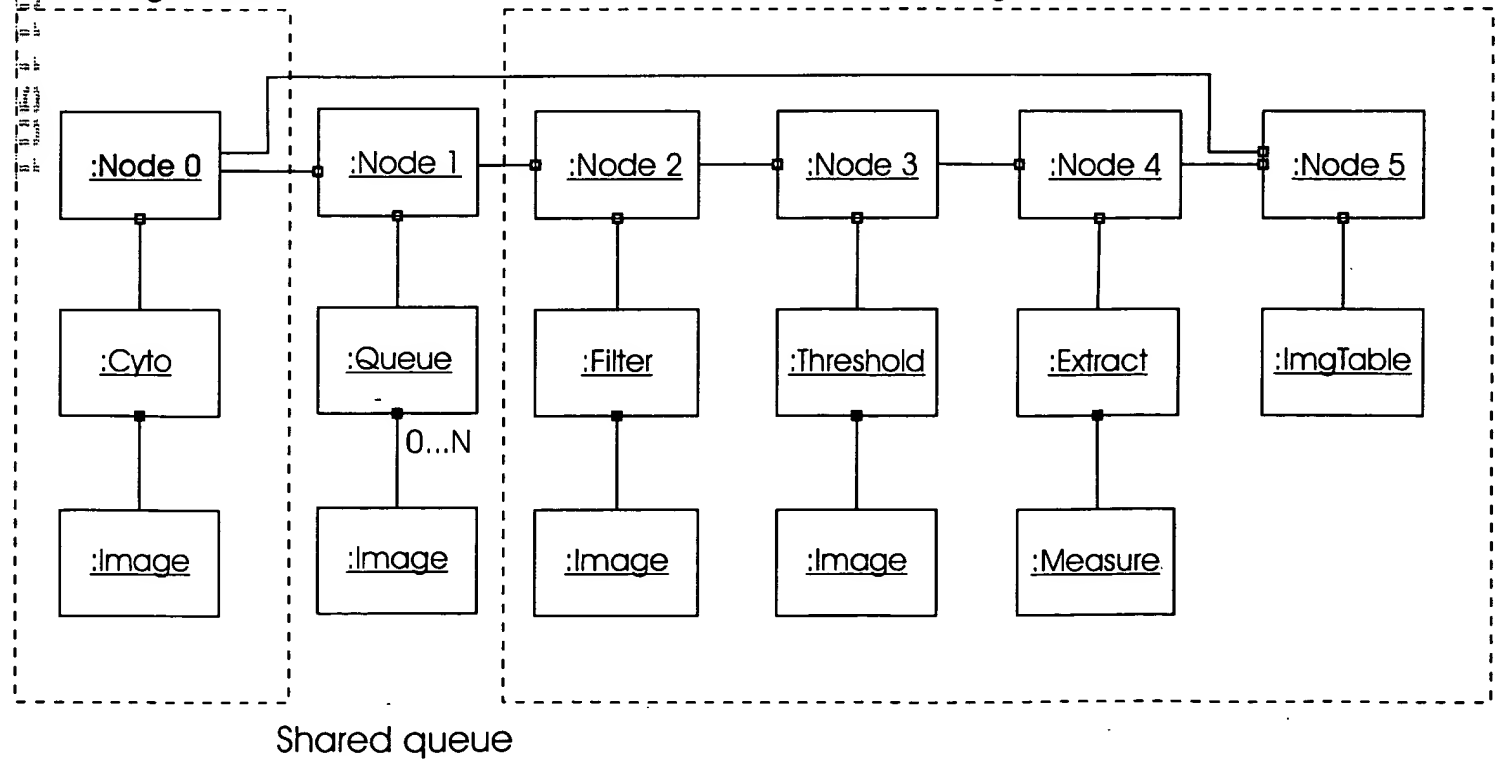 :Node 0
:Node 1
:Node 2
:Node 3
:Node 4
:Node 5
:Cyto
:Queue
:Filter
:Threshold
:Extract
:ImgTable
0...N
:Image
:Image
:Image
:Image
:Measure
Shared queue